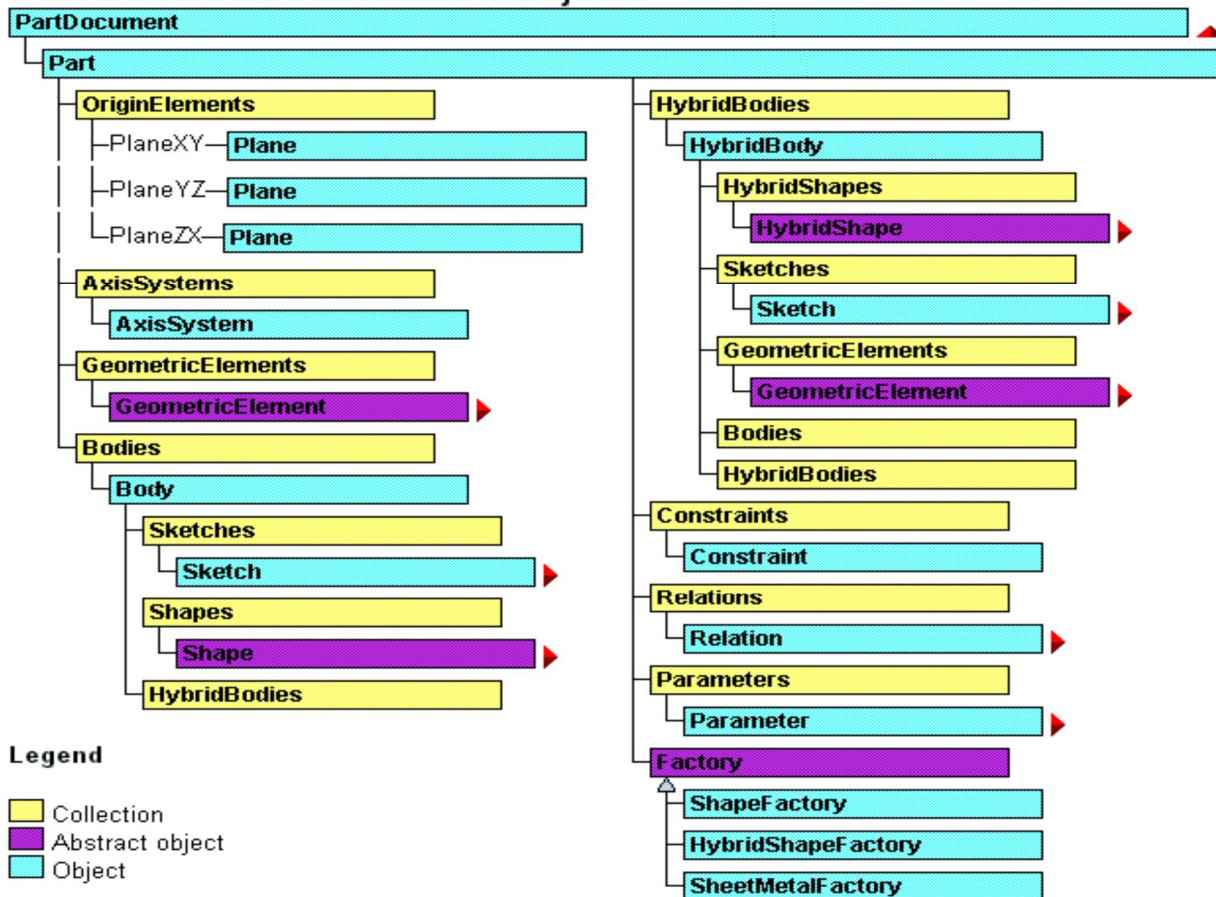 PartDocument
Part
OriginElements
PlaneXY Plane
PlaneYZ Plane
PlaneZX Plane
AxisSystems
AxisSystem
GeometricElements
GeometricElement
Bodies
Body
Sketches
Sketch
Shapes
Shape
HybridBodies
HybridBodies
HybridBody
HybridShapes
HybridShape
Sketches
Sketch
GeometricElements
GeometricElement
Bodies
HybridBodies
Constraints
Constraint
Relations
Relation
Parameters
Parameter
Factory
ShapeFactory
HybridShapeFactory
SheetMetalFactory
Legend
Collection
Abstract object
Object